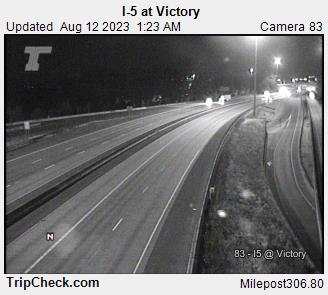 I-5 at Victory
Updated Aug 12 2023 1:23 AM Camera 83
T
N
83 - I5 @ Victory
TripCheck.com Milepost306.80